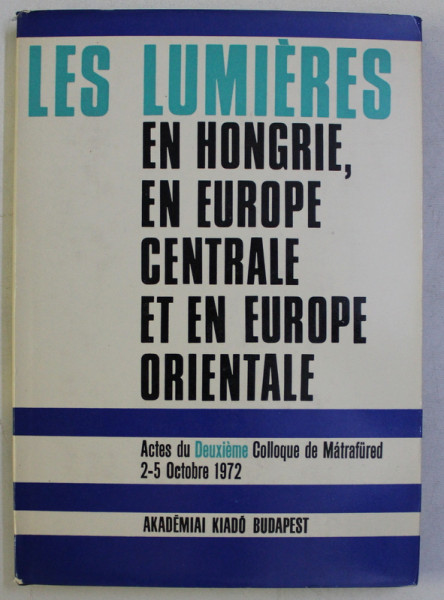 LES LUMIÈRES
EN HONGRIE,
EN EUROPE
CENTRALE
ET EN EUROPE
ORIENTALE
Actes du Deuxième Colloque de Mátrafüred
2-5 Octobre 1972
AKADÉMIAI KIADÓ BUDAPEST